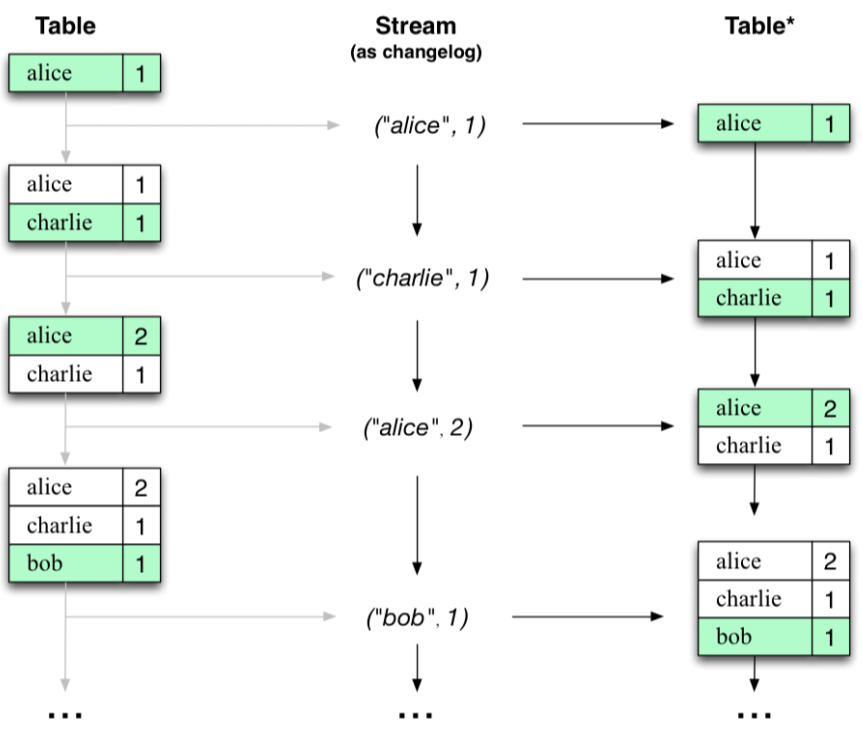 Table Stream Table*
(as changelog)
alice 1
("alice", 1) alice 1
alice 1
charlie 1
alice 1
("charlie", 1)
charlie 1
alice 2
charlie 1
alice 2
("alice", 2)
charlie 1
alice 2
charlie 1
bob 1
alice 2
charlie 1
("bob", 1)
bob 1
... ... ...